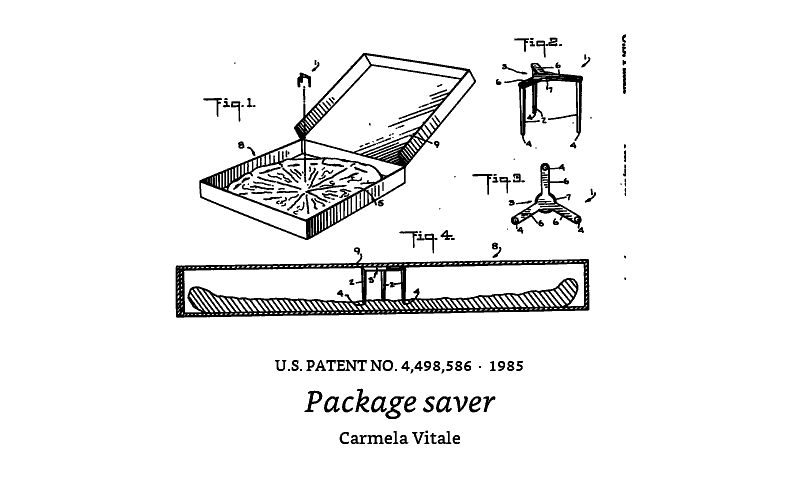 Fig.1.
Fig.2.
Fig.3.
Fig.4.
U.S. PATENT NO. 4,498,586 · 1985
Package saver
Carmela Vitale